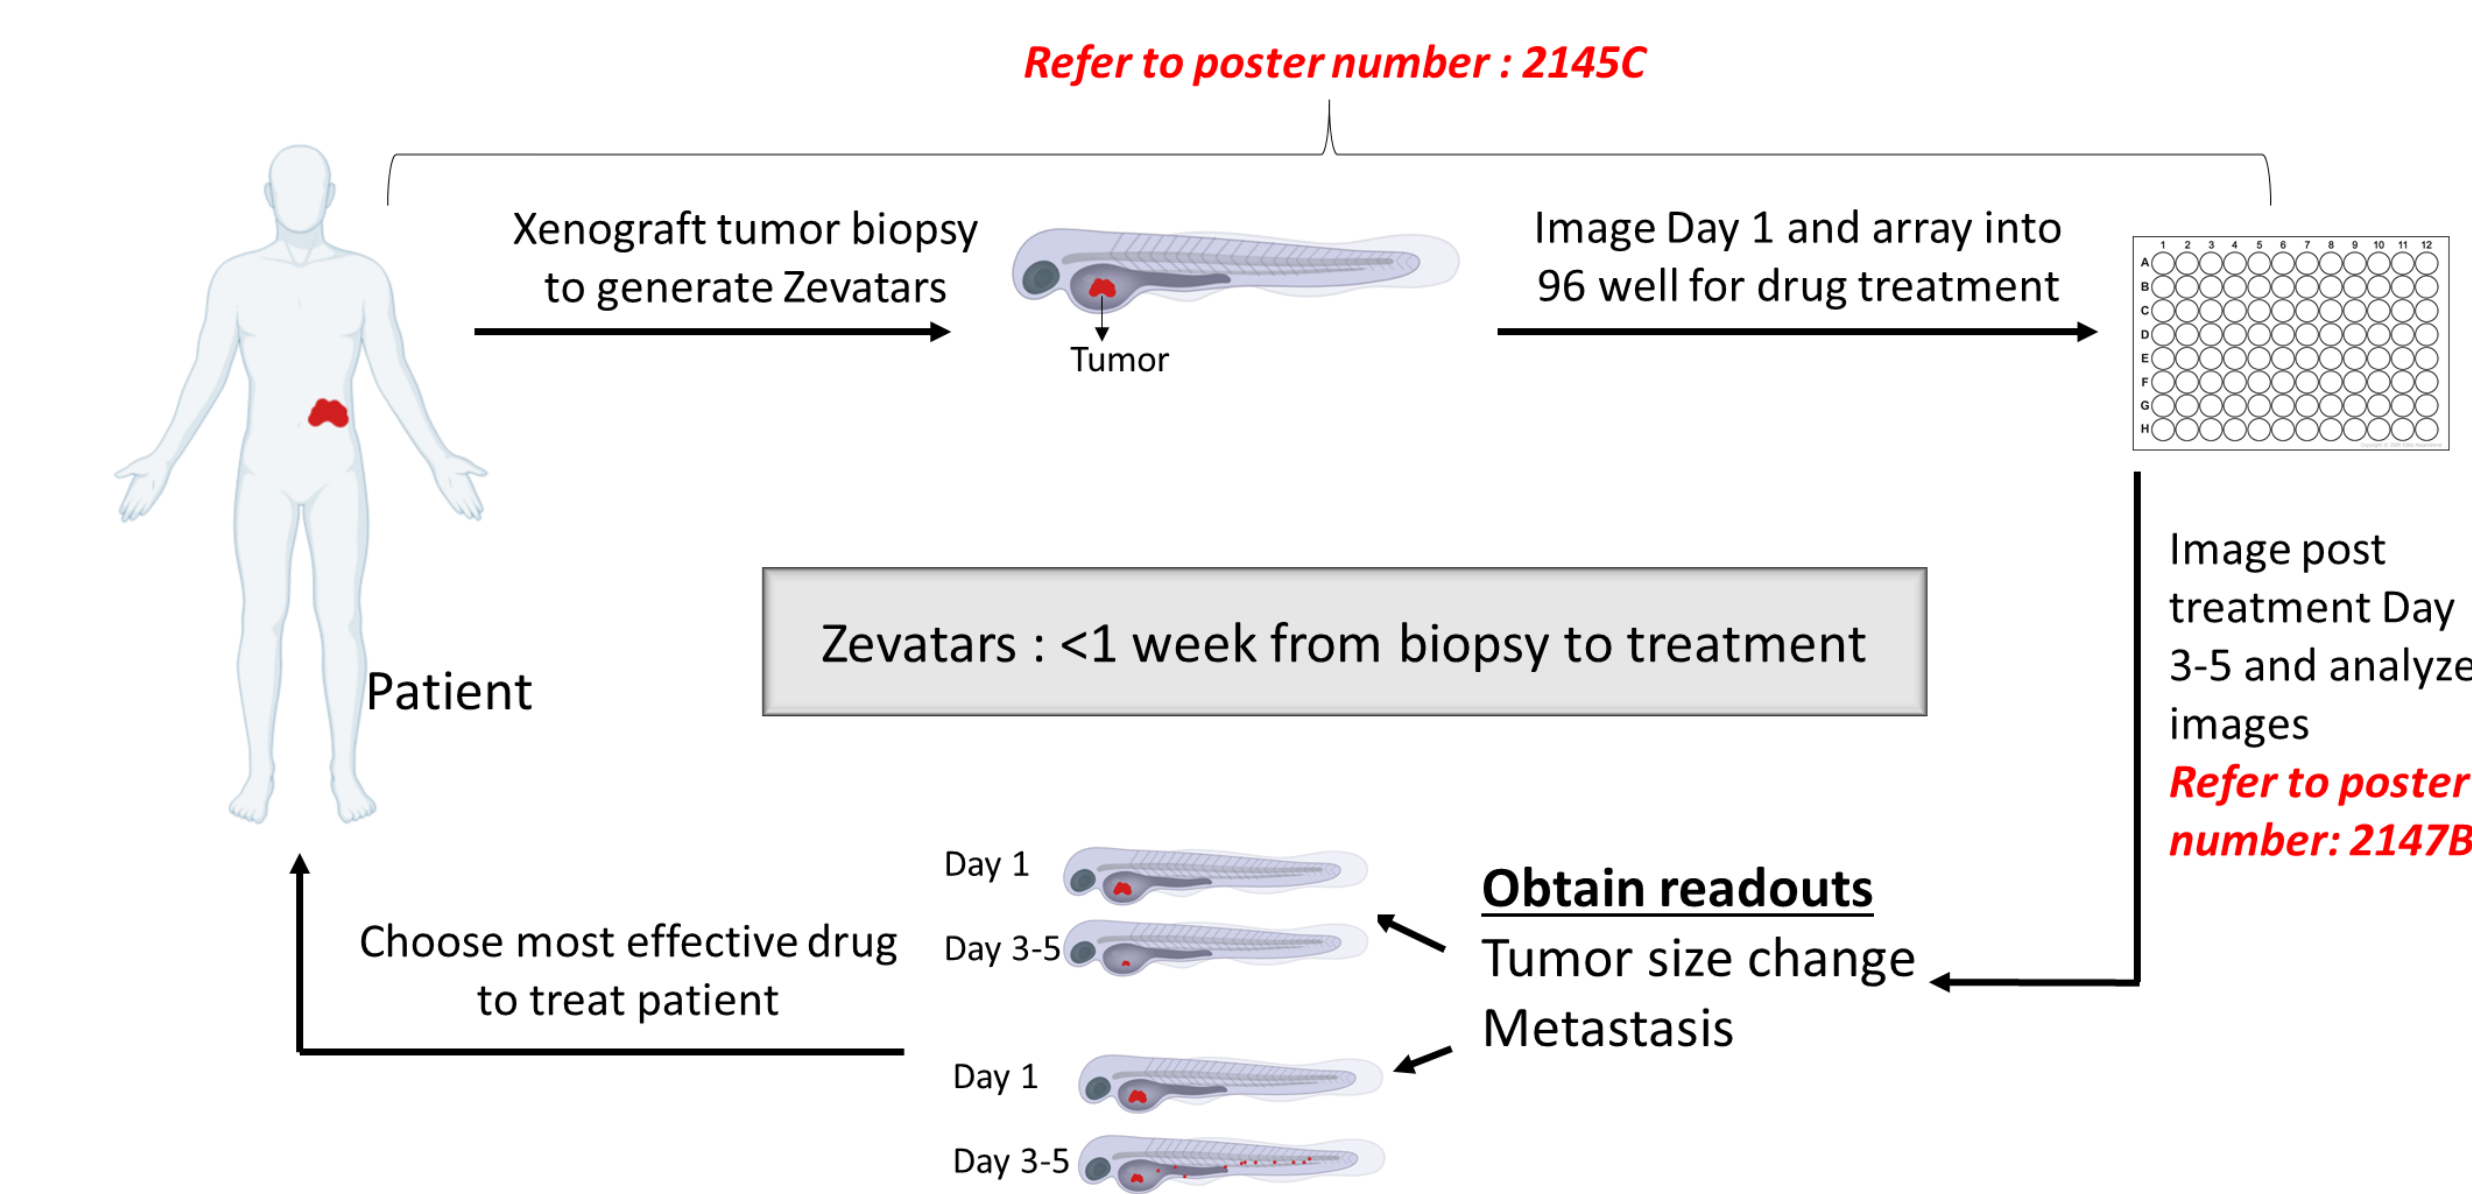 Refer to poster number : 2145C
Xenograft tumor biopsy
to generate Zevatars
Tumor
Image Day 1 and array into
96 well for drug treatment
1 2 3 4 5 6 7 8 9 10 11 12
A
B
C
D
E
F
G
H
Image post
treatment Day
3-5 and analyze
images
Refer to poster
number: 2147B
Zevatars : <1 week from biopsy to treatment
Patient
Obtain readouts
Tumor size change
Metastasis
Day 1
Day 3-5
Day 1
Day 3-5
Choose most effective drug
to treat patient